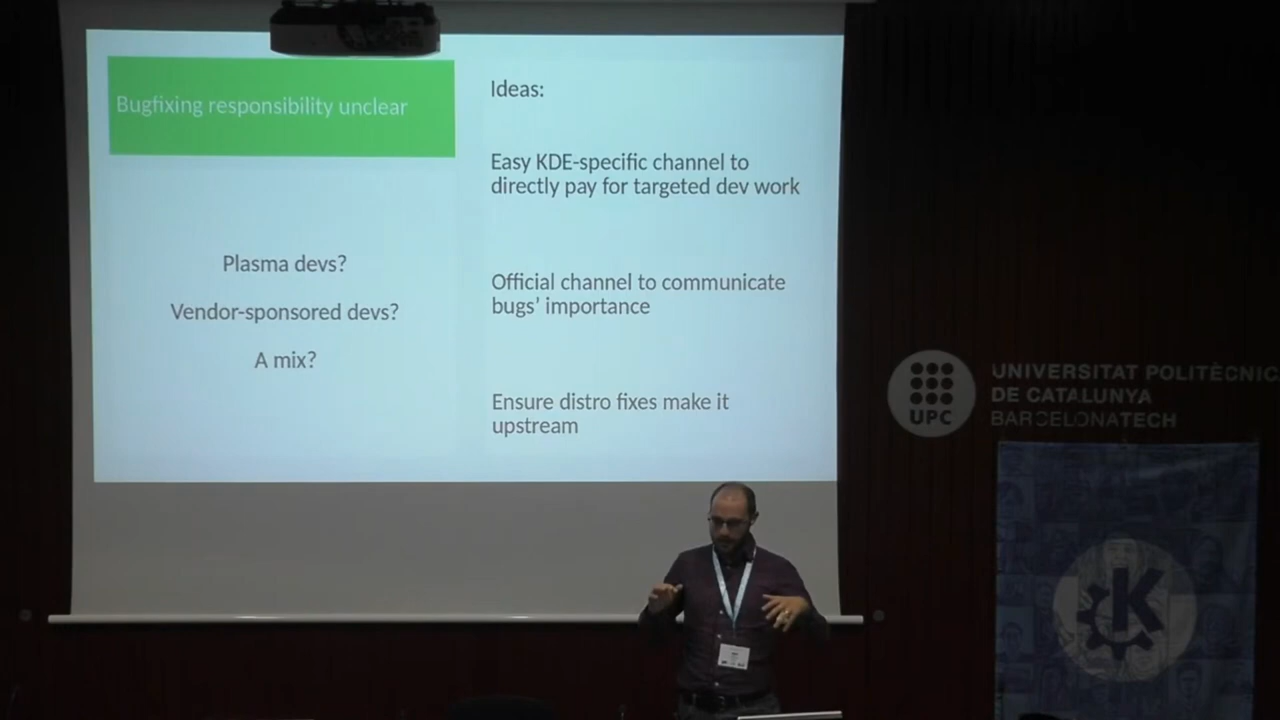 Bugfixing responsibility unclear
Plasma devs?
Vendor-sponsored devs?
A mix?
Ideas:
Easy KDE-specific channel to
directly pay for targeted dev work
Official channel to communicate
bugs’ importance
Ensure distro fixes make it
upstream
UPC
UNIVERSITAT POLITÈCNIC
DE CATALUNYA
BARCELONATECH
K